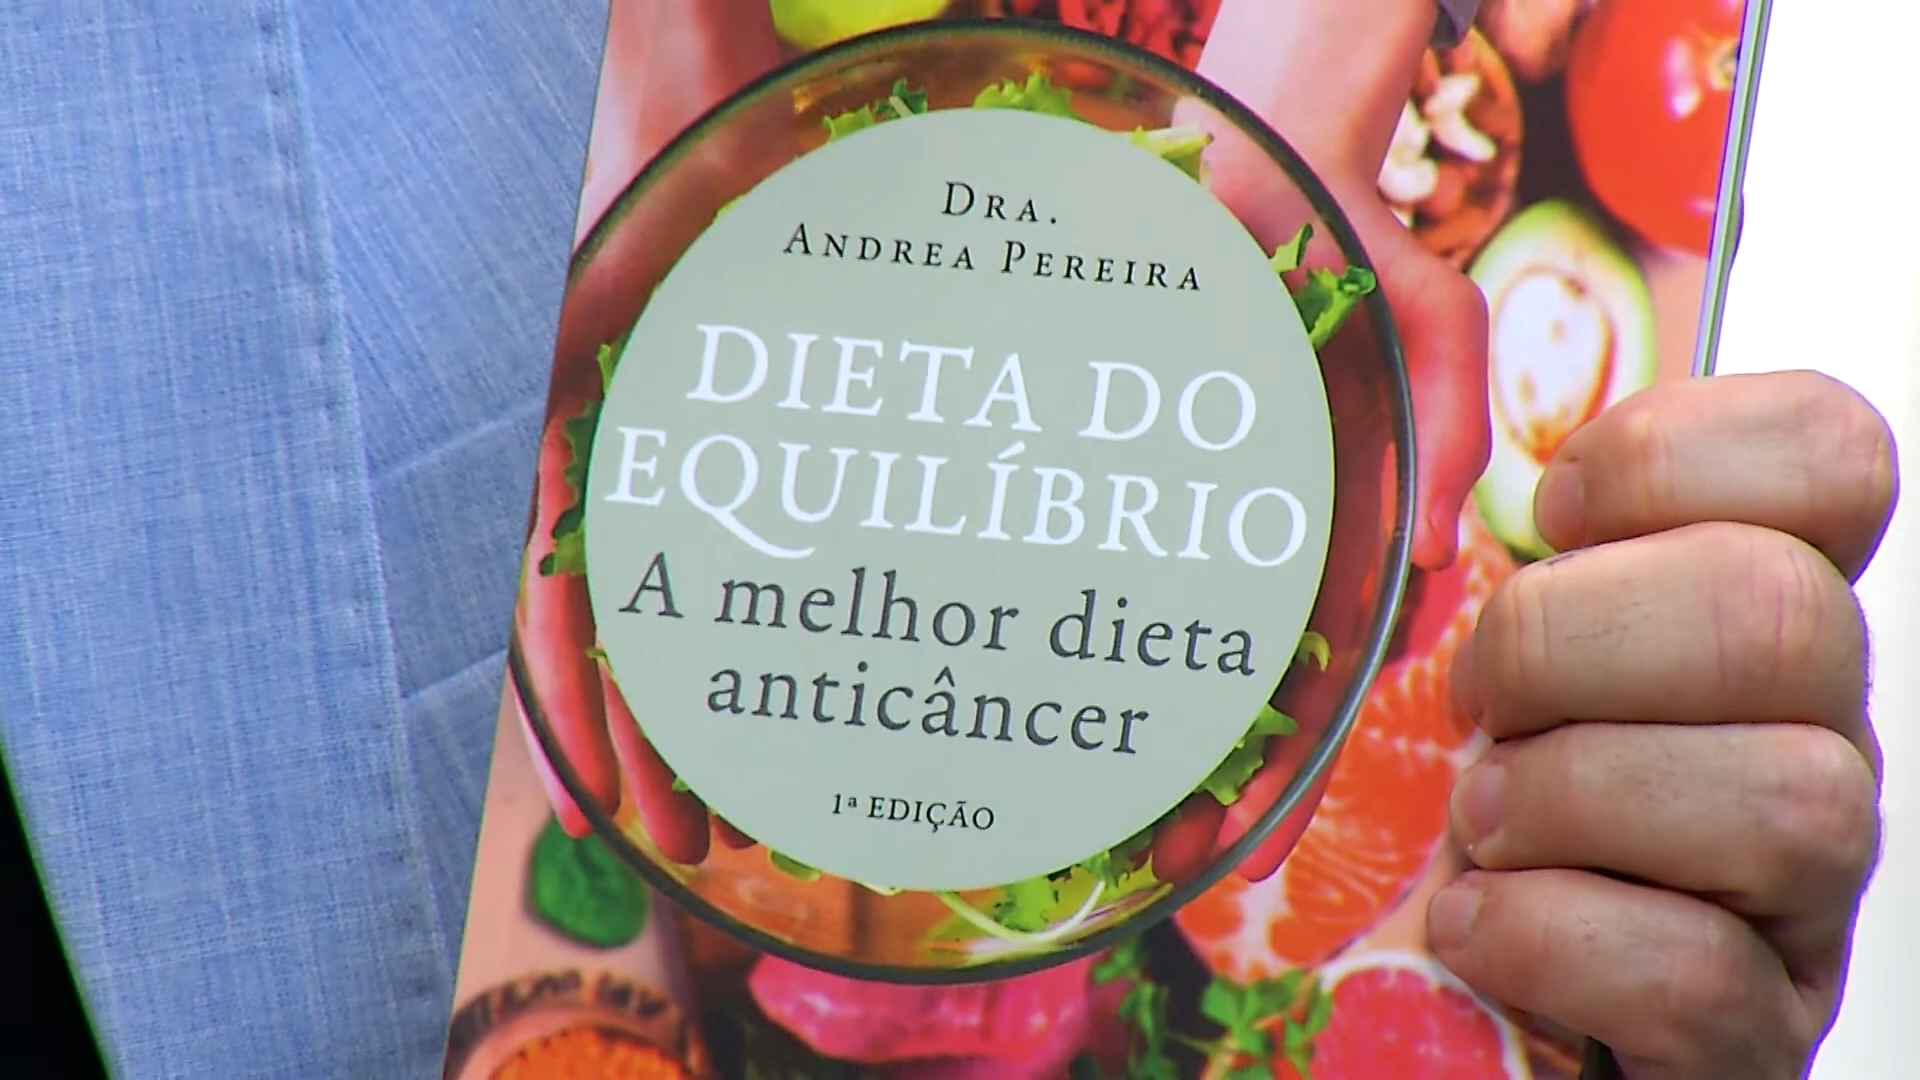 DRA.
ANDREA PEREIRA
DIETA DO
EQUILÍBRIO
A melhor dieta
anticâncer
1ª EDIÇÃO